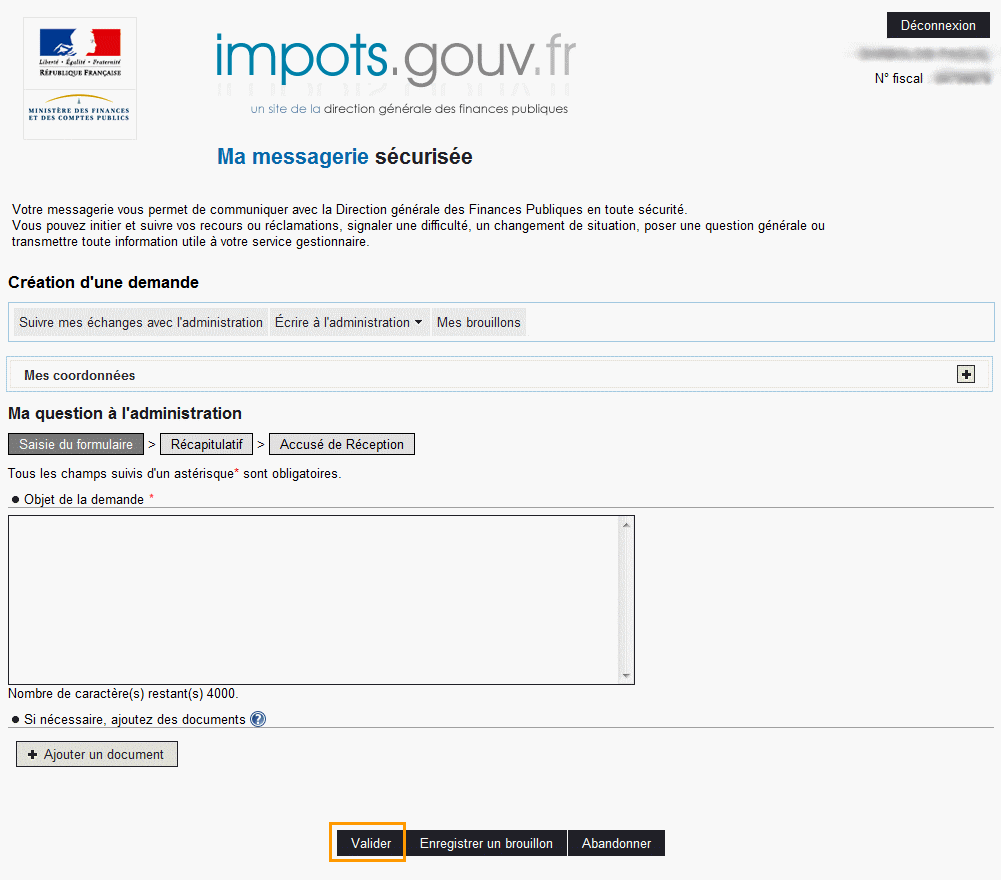 Liberté • Égalité • Fraternité
RÉPUBLIQUE FRANÇAISE
MINISTÈRE DES FINANCES
ET DES COMPTES PUBLICS
impots.gouv.fr
un site de la direction générale des finances publiques
Déconnexion
N° fiscal
Ma messagerie sécurisée
Votre messagerie vous permet de communiquer avec la Direction générale des Finances Publiques en toute sécurité.
Vous pouvez initier et suivre vos recours ou réclamations, signaler une difficulté, un changement de situation, poser une question générale ou
transmettre toute information utile à votre service gestionnaire.
Création d'une demande
Suivre mes échanges avec l'administration Écrire à l'administration Mes brouillons
Mes coordonnées
Ma question à l'administration
Saisie du formulaire > Récapitulatif > Accusé de Réception
Tous les champs suivis d'un astérisque* sont obligatoires.
● Objet de la demande *
Nombre de caractère(s) restant(s) 4000.
● Si nécessaire, ajoutez des documents ?
+ Ajouter un document
Valider Enregistrer un brouillon Abandonner